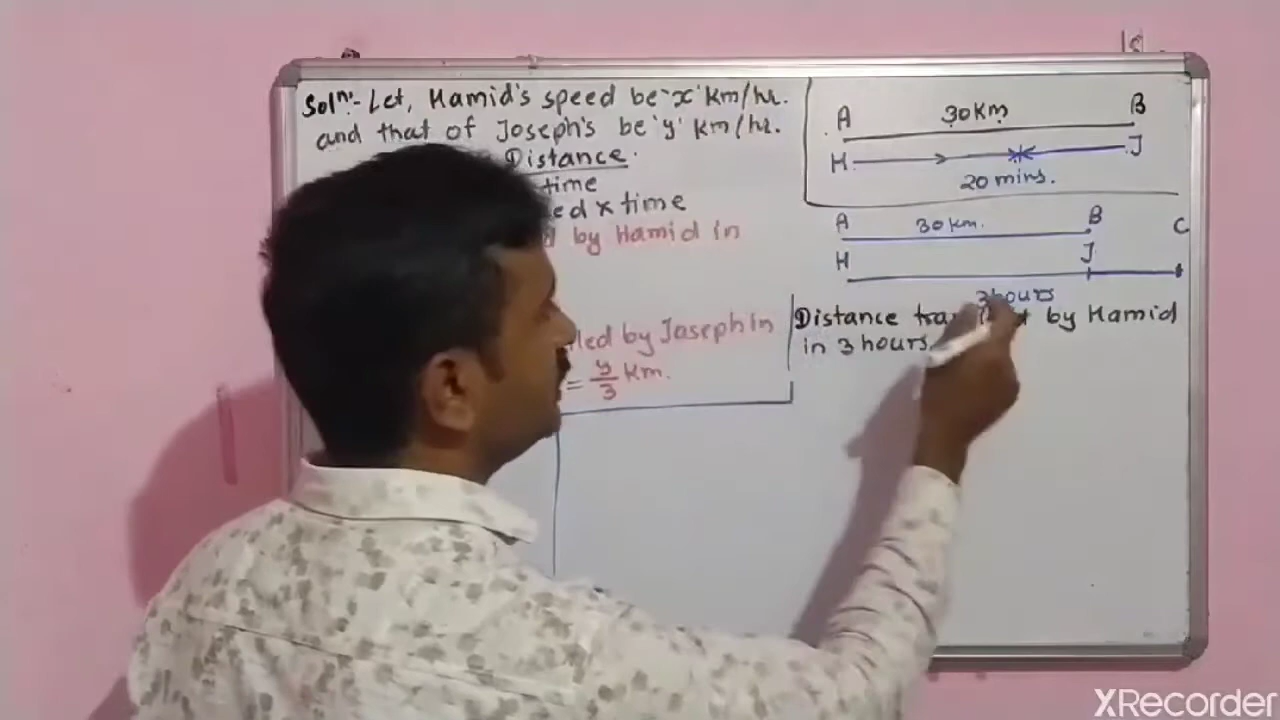 Solⁿ:- Let, Hamid's speed be 'x' km/hr.
and that of Joseph's be 'y' km/hr.
Distance
time
ed x time
by Hamid in
lled by Joseph in
= y/3 km.
A 30km B
H J
20 mins.
A 30 km. B C
H J
3 hours
Distance by Hamid
in 3 hours.
XRecorder